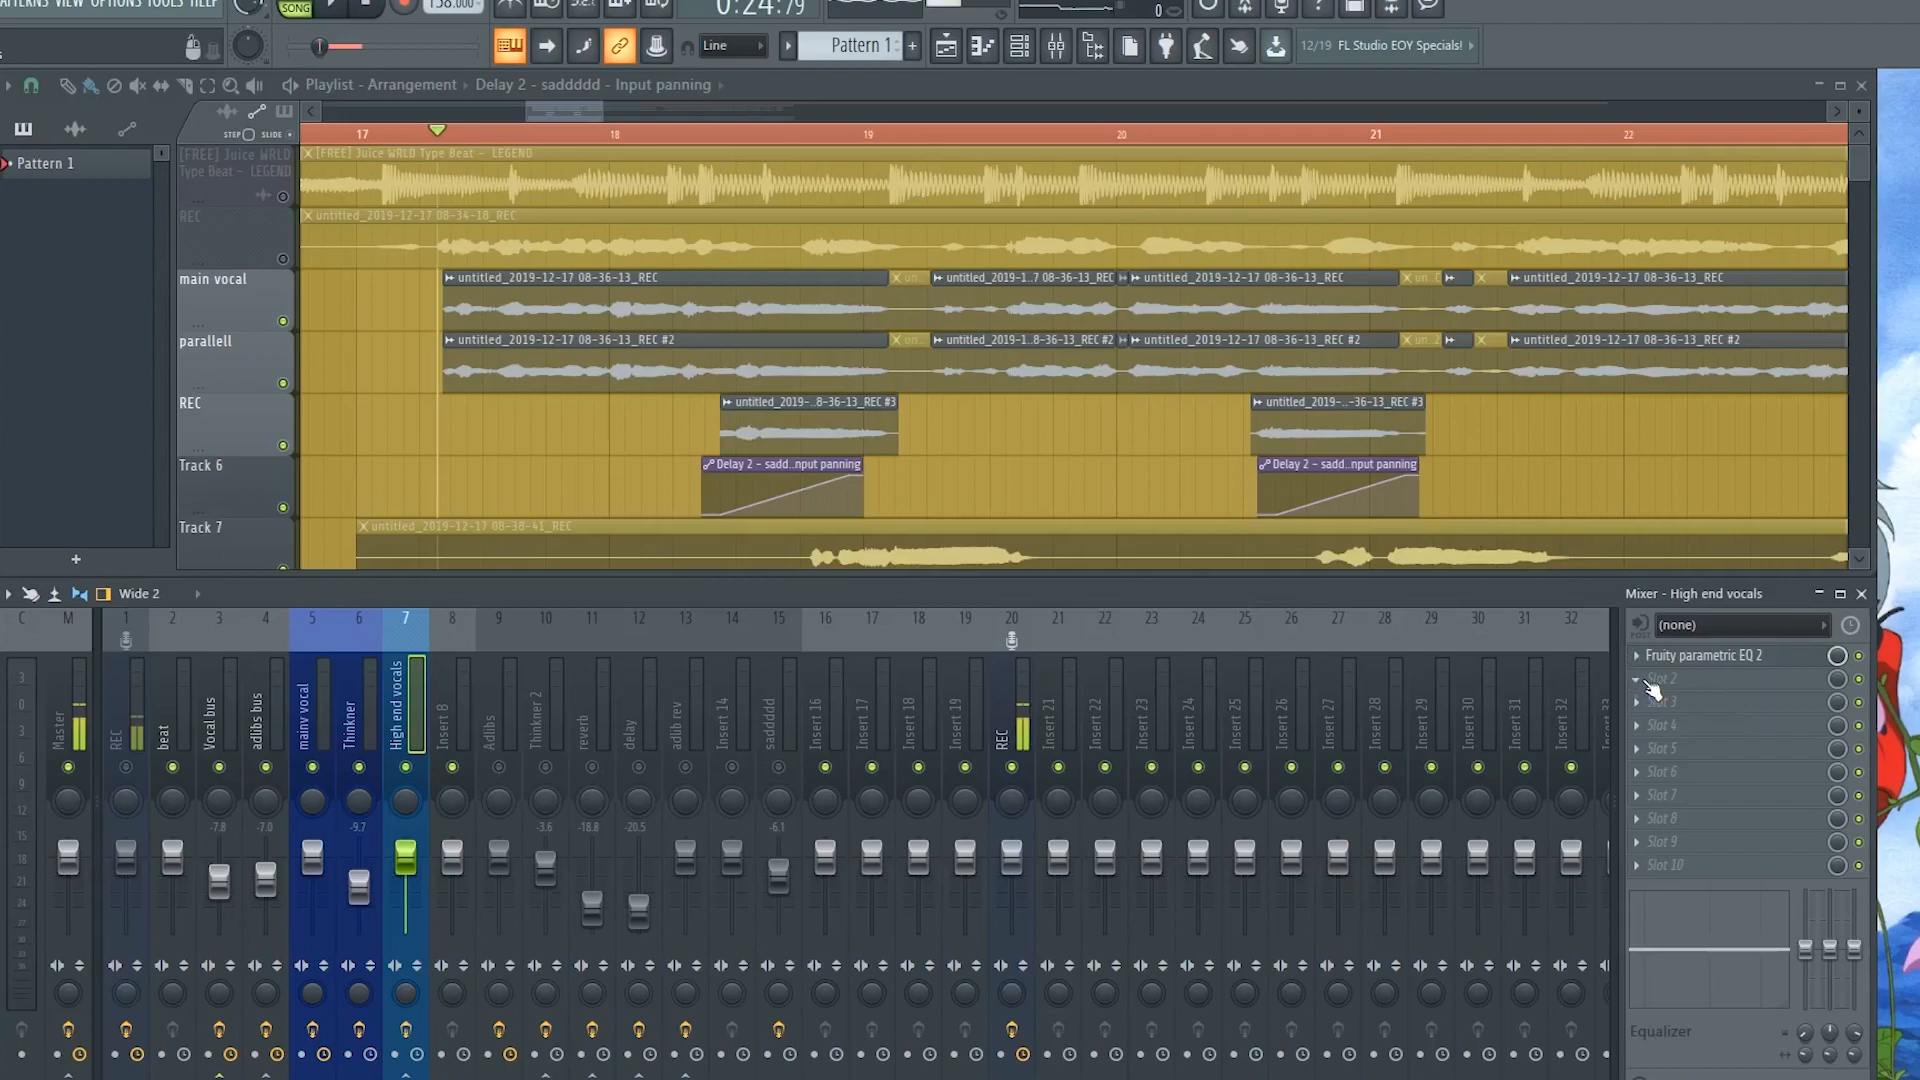 PATTERNS VIEW OPTIONS TOOLS HELP
SONG
138.000
0:24:79
0
Line
Pattern 1
12/19 FL Studio EOY Specials!
Playlist - Arrangement › Delay 2 - saddddd - Input panning
STEP SLIDE
17
18
19
20
21
22
Pattern 1
[FREE] Juice WRLD
Type Beat - LEGEND
[FREE] Juice WRLD Type Beat - LEGEND
REC
untitled_2019-12-17 08-34-18_REC
main vocal
untitled_2019-12-17 08-36-13_REC
un..
untitled_2019-1..7 08-36-13_REC
untitled_2019-12-17 08-36-13_REC
untitled_2019-12-17 08-36-13_REC
parallell
untitled_2019-12-17 08-36-13_REC #2
un..
untitled_2019-1..8-36-13_REC #2
untitled_2019-12-17 08-36-13_REC #2
un..2
untitled_2019-12-17 08-36-13_REC #2
REC
untitled_2019-..8-36-13_REC #3
untitled_2019-..-36-13_REC #3
Track 6
Delay 2 - sadd..nput panning
Delay 2 - sadd..nput panning
Track 7
untitled_2019-12-17 08-38-41_REC
+
Wide 2
Mixer - High end vocals
C M 1 2 3 4 5 6 7 8 9 10 11 12 13 14 15 16 17 18 19 20 21 22 23 24 25 26 27 28 29 30 31 32
(none)
POST
Fruity parametric EQ 2
Slot 2
Slot 3
Slot 4
Slot 5
Slot 6
Slot 7
Slot 8
Slot 9
Slot 10
Master
REC
beat
Vocal bus
adlibs bus
mainv vocal
Thinkner
High end vocals
Insert 8
Adlibs
Thinkner 2
reverb
delay
adlib rev
Insert 14
saddddd
Insert 16
Insert 17
Insert 18
Insert 19
REC
Insert 21
Insert 22
Insert 23
Insert 24
Insert 25
Insert 26
Insert 27
Insert 28
Insert 29
Insert 30
Insert 31
Insert 32
3
0
3
6
9
12
15
18
21
24
27
30
33
-7.8
-7.0
-9.7
-3.6
-18.8
-20.5
-6.1
Equalizer